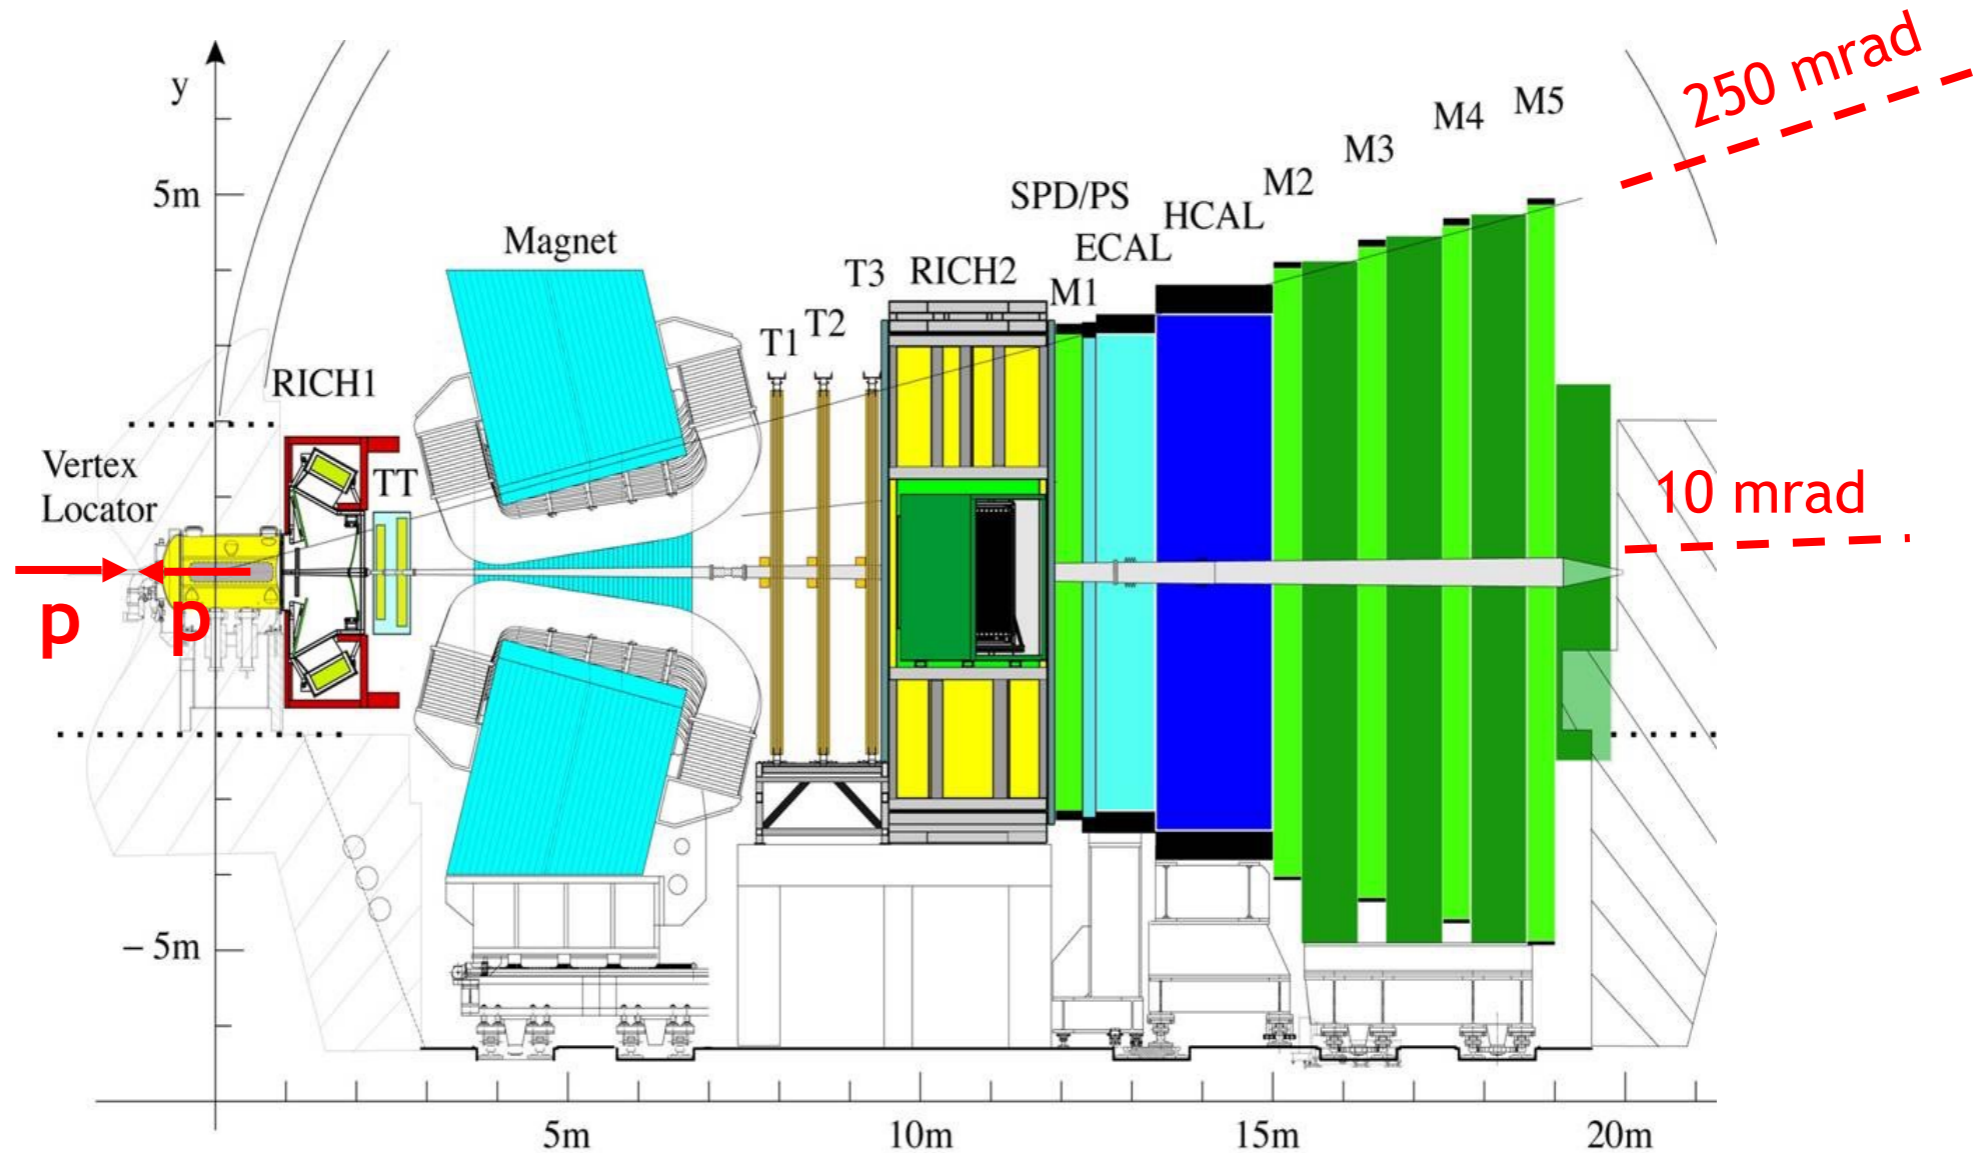 y
5m
− 5m
Vertex
Locator
RICH1
TT
Magnet
T1
T2
T3
RICH2
M1
SPD/PS
ECAL
HCAL
M2
M3
M4
M5
250 mrad
10 mrad
p
p
5m
10m
15m
20m